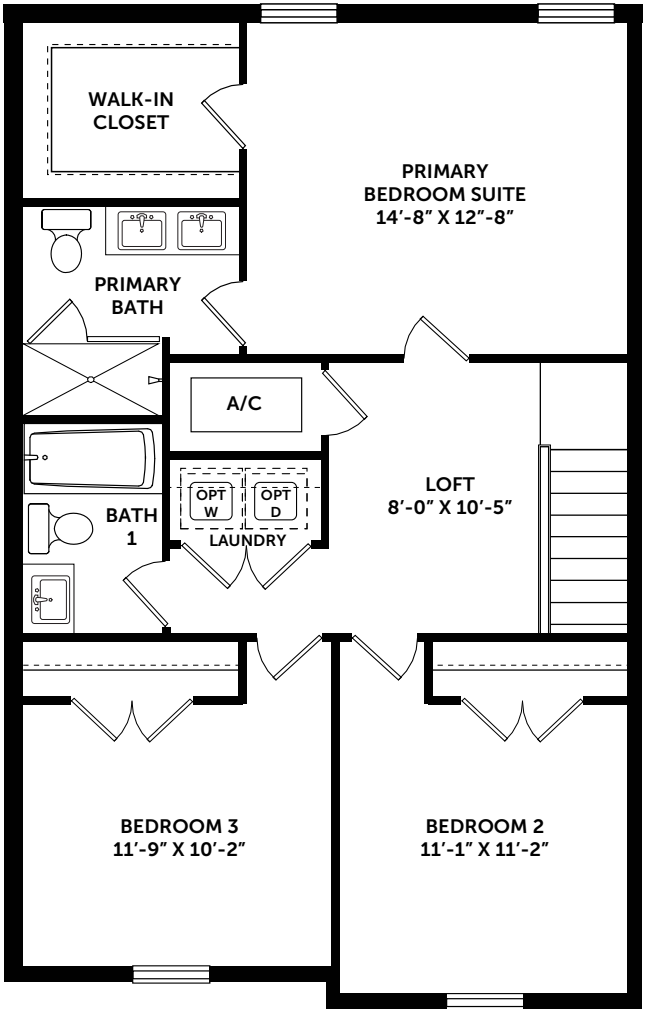 WALK-IN
CLOSET
PRIMARY
BEDROOM SUITE
14’-8” X 12”-8”
PRIMARY
BATH
A/C
LOFT
8’-0” X 10’-5”
OPT
W
OPT
D
LAUNDRY
BATH
1
BEDROOM 3
11’-9” X 10’-2”
BEDROOM 2
11’-1” X 11’-2”